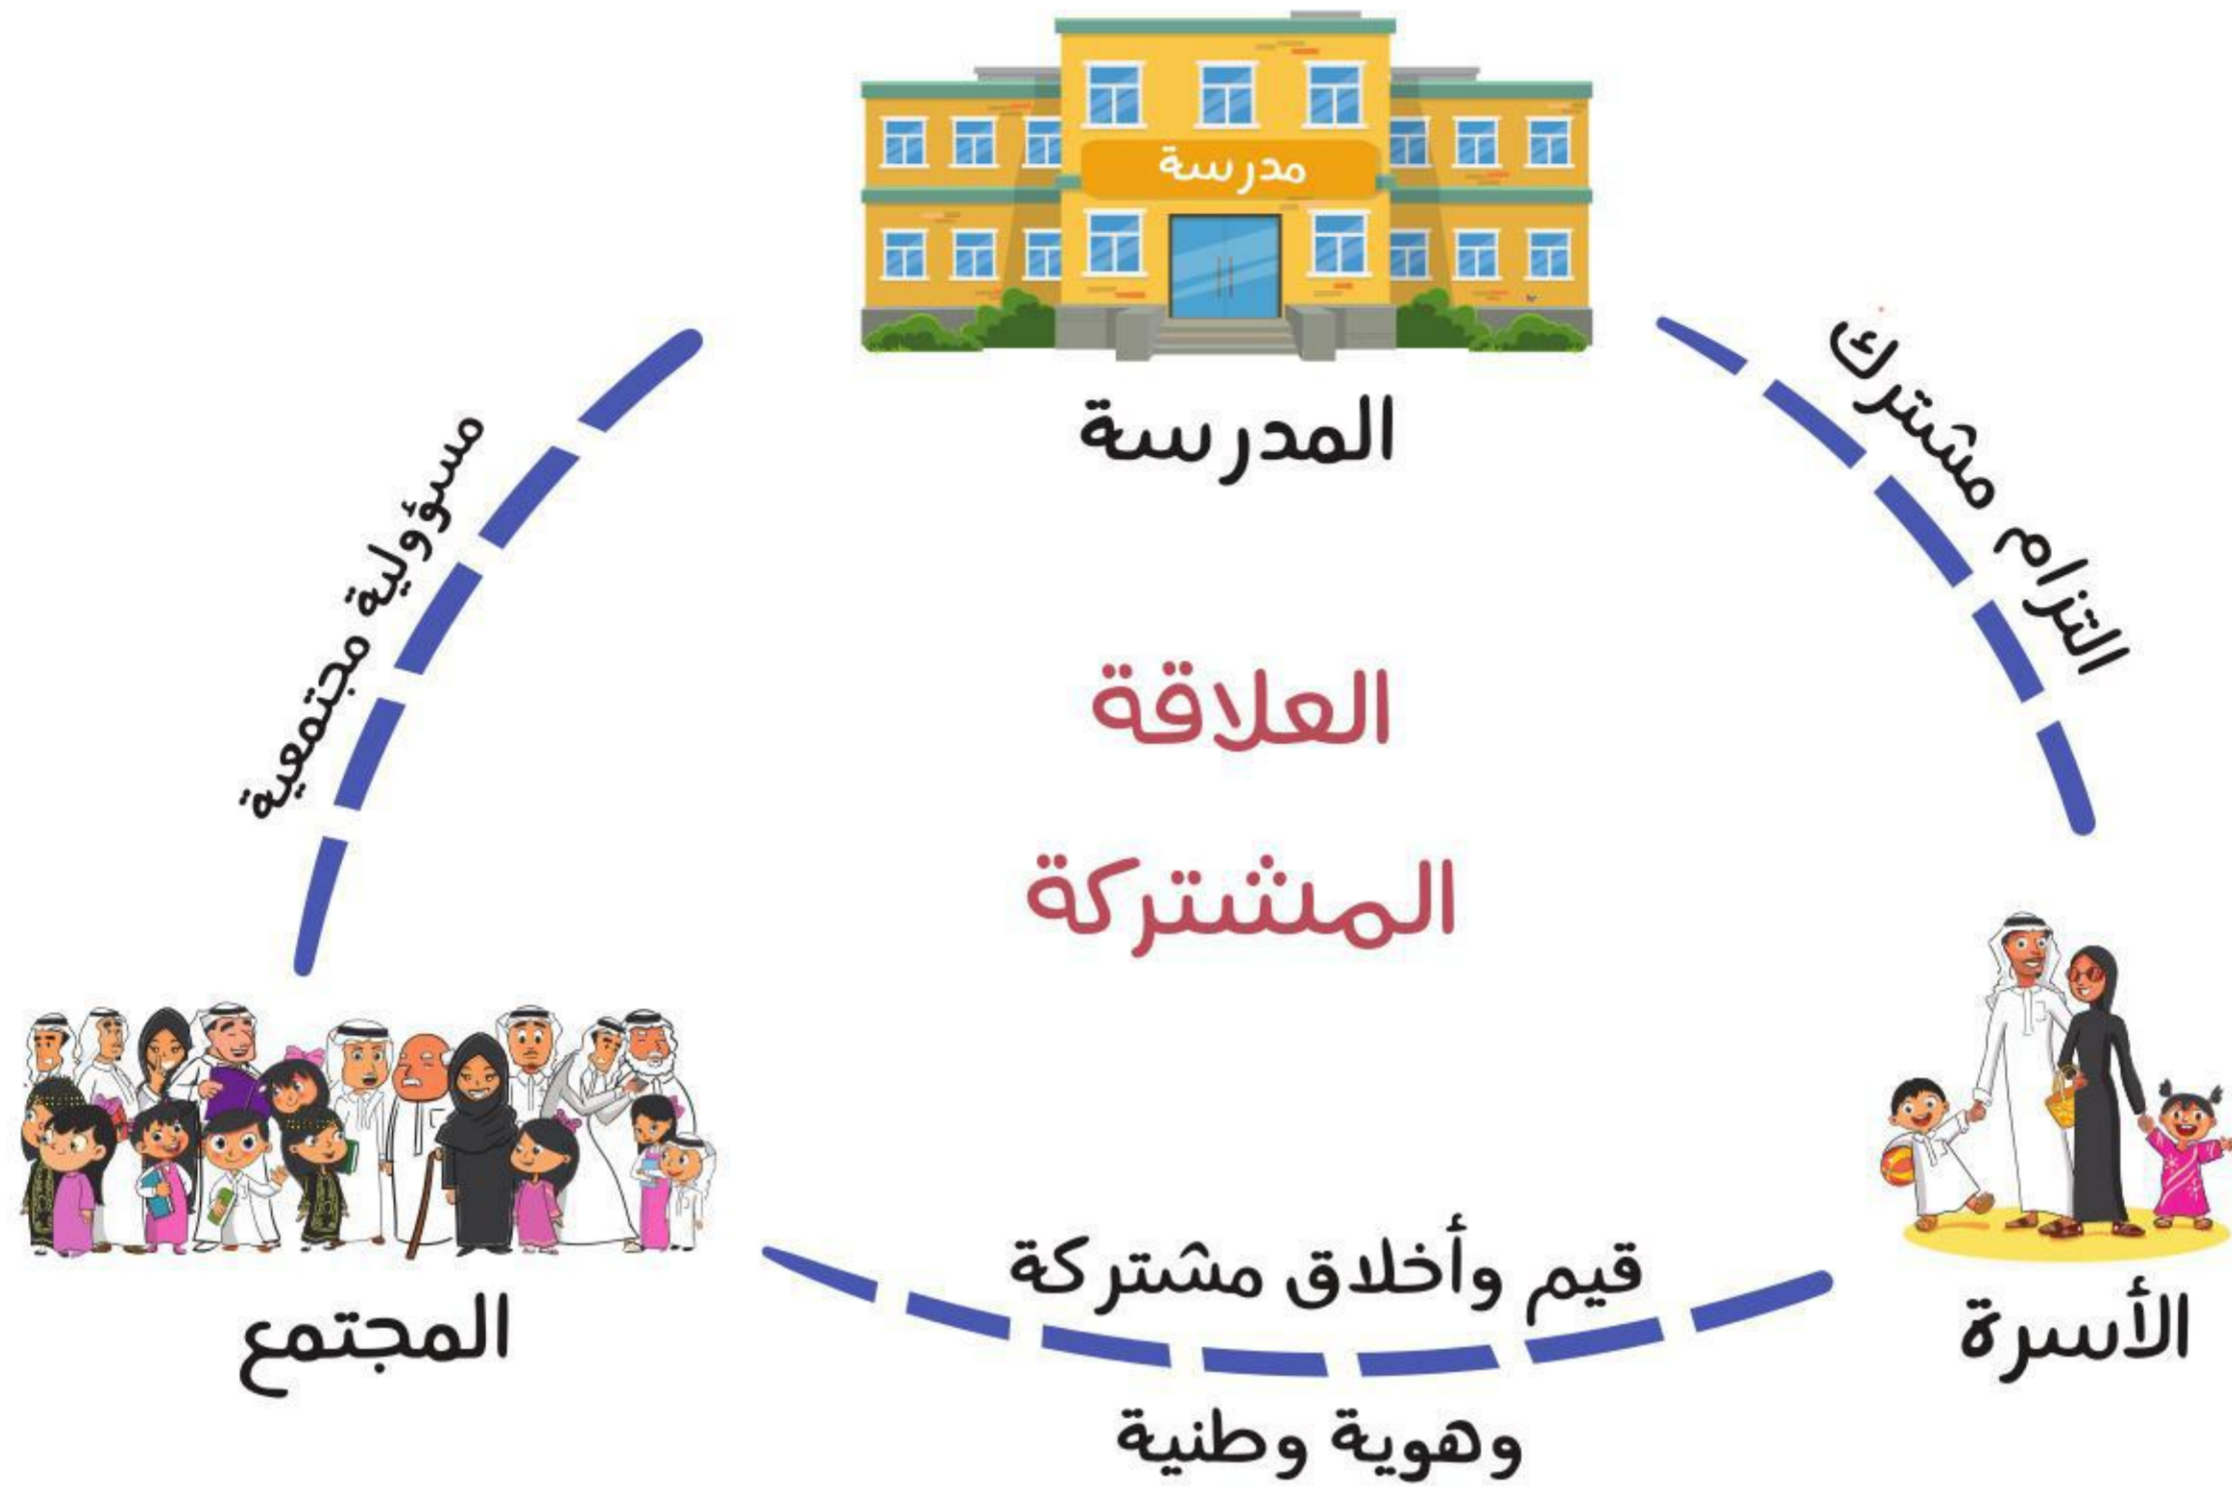 مدرسة
المدرسة
التزام مشترك
مسؤولية مجتمعية
العلاقة
المشتركة
قيم وأخلاق مشتركة
وهوية وطنية
الأسرة
المجتمع